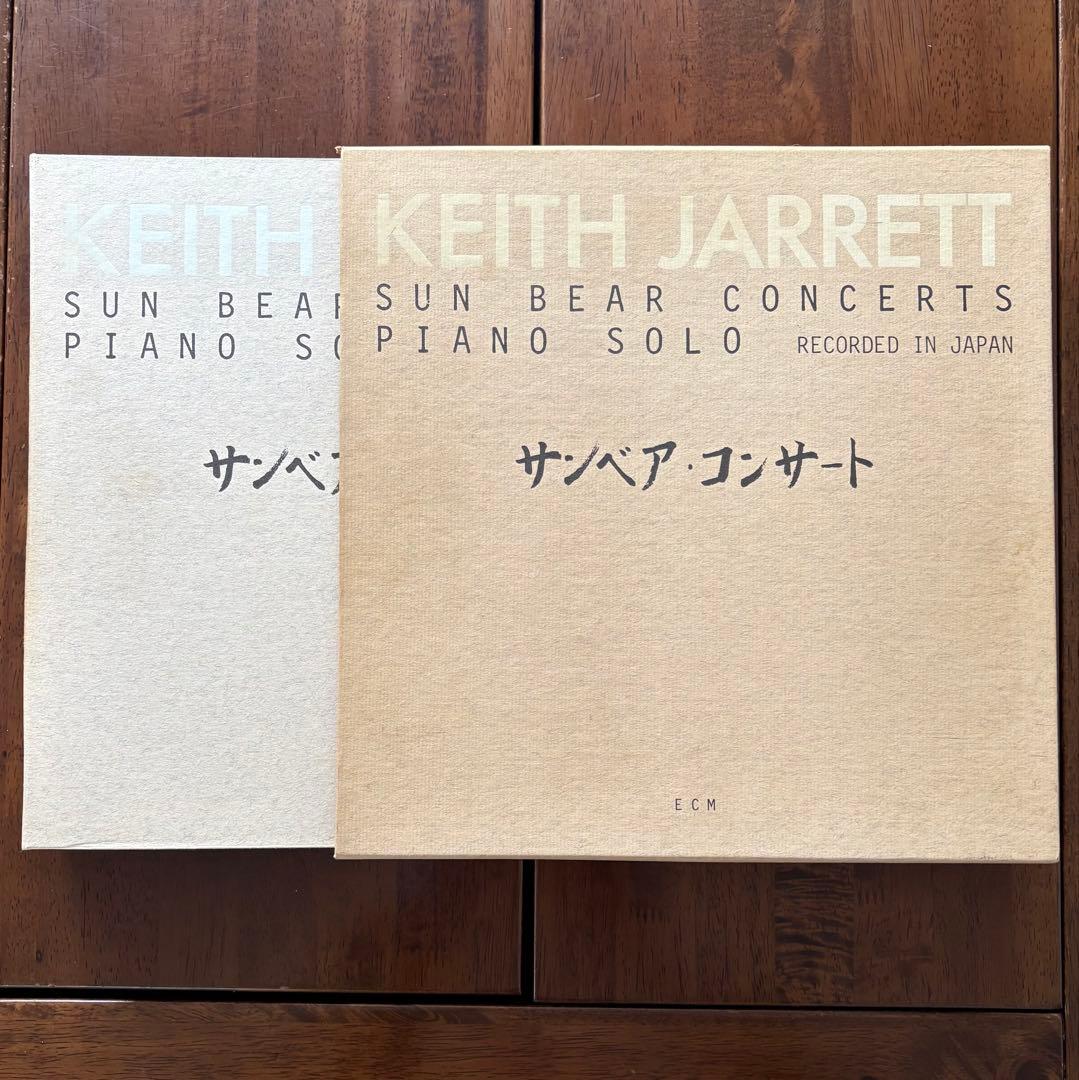 KEITH
SUN BEAR
PIANO SO
サンベア
KEITH JARRETT
SUN BEAR CONCERTS
PIANO SOLO RECORDED IN JAPAN
サンベア・コンサート
ECM